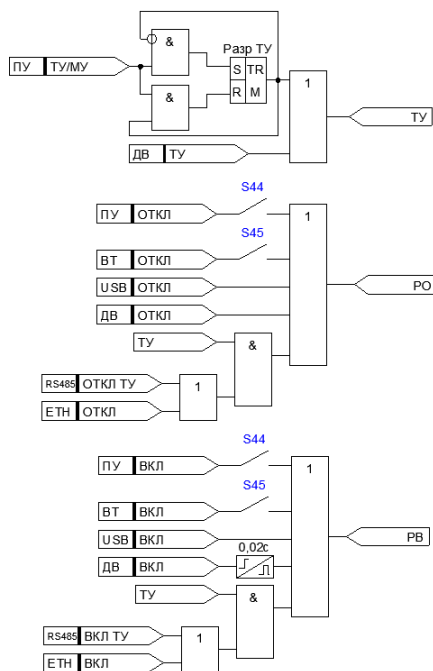 &
Разр ТУ
ПУ ТУ/МУ
S TR
1
R M
&
ТУ
ДВ ТУ
S44
ПУ ОТКЛ
1
S45
ВТ ОТКЛ
USB ОТКЛ
РО
ДВ ОТКЛ
ТУ
&
RS485 ОТКЛ ТУ
1
ETH ОТКЛ
S44
ПУ ВКЛ
1
S45
ВТ ВКЛ
USB ВКЛ
РВ
0,02с
ДВ ВКЛ
ТУ
&
RS485 ВКЛ ТУ
1
ETH ВКЛ